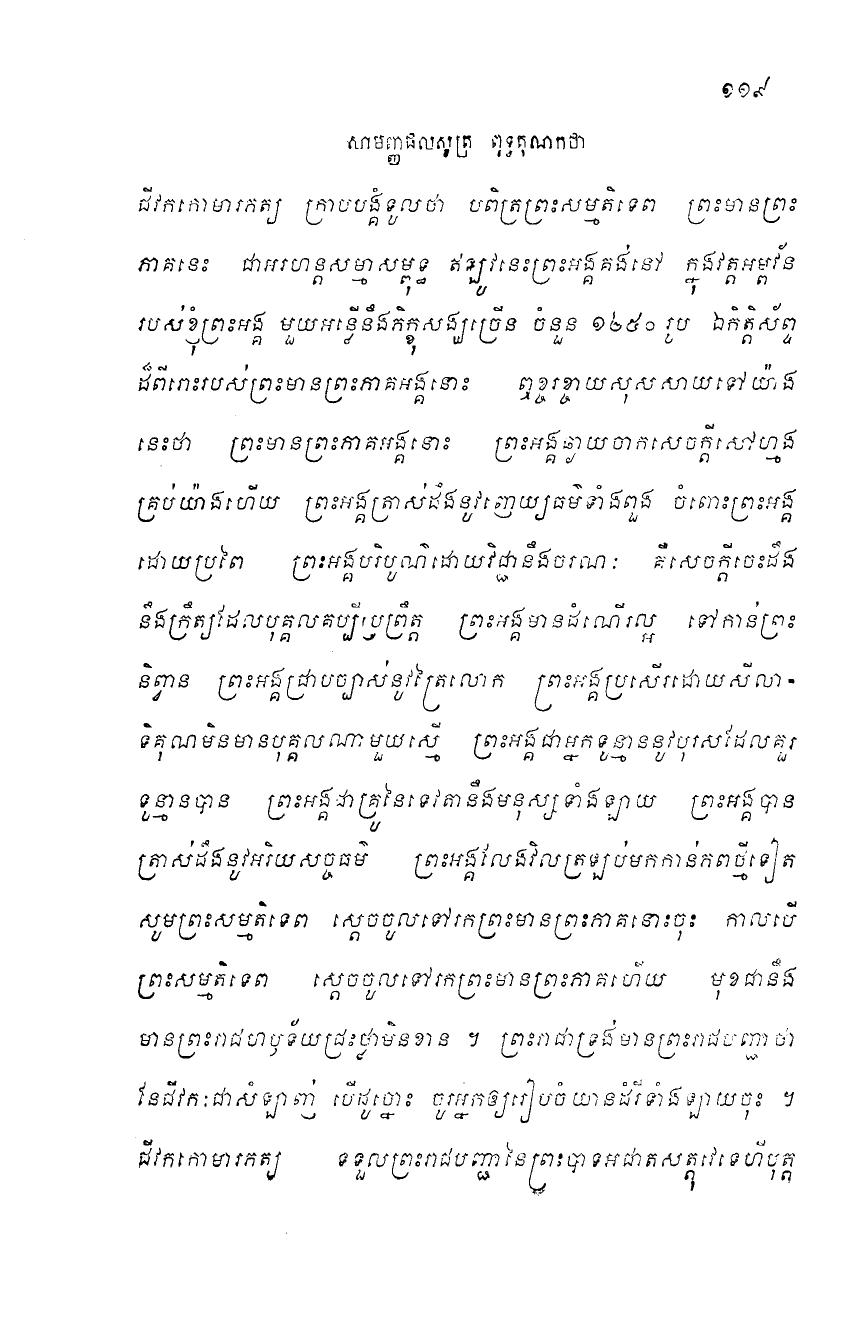 ១១៩
សាមញ្ញផលសូត្រ ពុទ្ធគុណកថា
ជីវកកោមារភត្យ ក្រាបបង្គំទូលថា បពិត្រព្រះសម្មតិទេព ព្រះមានព្រះ
ភាគនេះ ជាអរហន្តសម្មាសម្ពុទ្ធ ឥឡូវនេះព្រះអង្គគង់នៅ ក្នុងវត្តអម្ពវ័ន
របស់ខ្ញុំព្រះអង្គ មួយអន្លើនឹងភិក្ខុសង្ឃច្រើន ចំនួន ១២៥០ រូប ឯកិត្តិស័ព្ទ
ដ៏ពីរោះរបស់ព្រះមានព្រះភាគអង្គនោះ ឮខ្ចរខ្ចាយសុសសាយទៅយ៉ាង
នេះថា ព្រះមានព្រះភាគអង្គនោះ ព្រះអង្គឆ្ងាយចាកសេចក្តីសៅហ្មង
គ្រប់យ៉ាងហើយ ព្រះអង្គត្រាស់ដឹងនូវញេយ្យធម៌ទាំងពួង ចំពោះព្រះអង្គ
ដោយប្រពៃ ព្រះអង្គបរិបូណ៌ដោយវិជ្ជានឹងចរណៈ គឺសេចក្តីចេះដឹង
នឹងក្រឹត្យដែលបុគ្គលគប្បីប្រព្រឹត្ត ព្រះអង្គមានដំណើរល្អ ទៅកាន់ព្រះ
និព្វាន ព្រះអង្គជ្រាបច្បាស់នូវត្រៃលោក ព្រះអង្គប្រសើរដោយសីលា-
ទិគុណមិនមានបុគ្គលណាមួយស្មើ ព្រះអង្គជាអ្នកទូន្មាននូវបុរសដែលគួរ
ទូន្មានបាន ព្រះអង្គជាគ្រូនៃទេវតានឹងមនុស្សទាំងឡាយ ព្រះអង្គបាន
ត្រាស់ដឹងនូវអរិយសច្ចធម៌ ព្រះអង្គលែងវិលត្រឡប់មកកាន់ភពថ្មីទៀត
សូមព្រះសម្មតិទេព ស្តេចចូលទៅរកព្រះមានព្រះភាគនោះចុះ កាលបើ
ព្រះសម្មតិទេព ស្តេចចូលទៅរកព្រះមានព្រះភាគហើយ មុខជានឹង
មានព្រះរាជហឫទ័យជ្រះថ្លាមិនខាន ។ ព្រះរាជាទ្រង់មានព្រះរាជបញ្ជាថា
នៃជីវកៈជាសំឡាញ់ បើដូច្នោះ ចូរអ្នកឲ្យរៀបចំយានដំរីទាំងឡាយចុះ ។
ជីវកកោមារភត្យ ទទួលព្រះរាជបញ្ជានៃព្រះបាទអជាតសត្តុវេទេហីបុត្ត